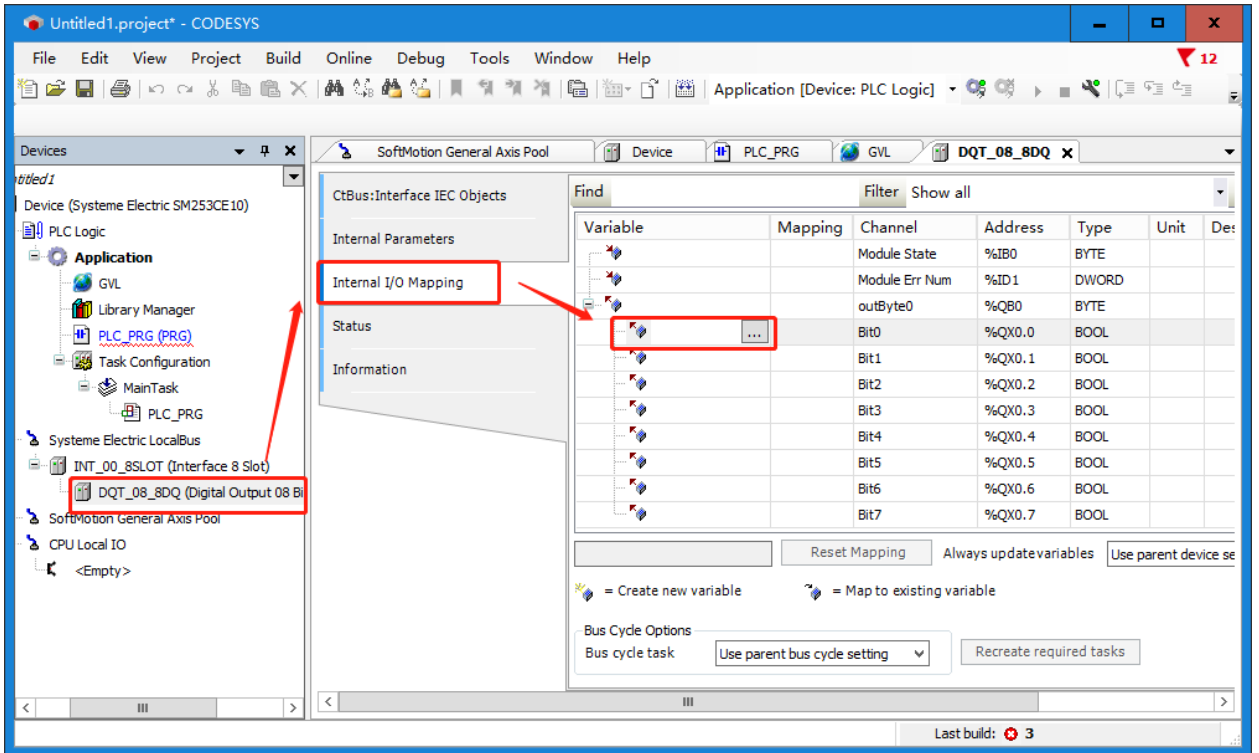 Untitled1.project* - CODESYS
File Edit View Project Build Online Debug Tools Window Help
12
Application [Device: PLC Logic]
Devices
SoftMotion General Axis Pool
Device
PLC_PRG
GVL
DQT_08_8DQ
Device (Systeme Electric SM253CE10)
PLC Logic
Application
GVL
Library Manager
PLC_PRG (PRG)
Task Configuration
MainTask
PLC_PRG
Systeme Electric LocalBus
INT_00_8SLOT (Interface 8 Slot)
DQT_08_8DQ (Digital Output 08 Bi
SoftMotion General Axis Pool
CPU Local IO
<Empty>
CtBus:Interface IEC Objects
Internal Parameters
Internal I/O Mapping
Status
Information
Find Filter Show all
Variable Mapping Channel Address Type Unit Des
Module State %IB0 BYTE
Module Err Num %ID1 DWORD
outByte0 %QB0 BYTE
... Bit0 %QX0.0 BOOL
Bit1 %QX0.1 BOOL
Bit2 %QX0.2 BOOL
Bit3 %QX0.3 BOOL
Bit4 %QX0.4 BOOL
Bit5 %QX0.5 BOOL
Bit6 %QX0.6 BOOL
Bit7 %QX0.7 BOOL
Reset Mapping Always update variables Use parent device se
= Create new variable = Map to existing variable
Bus Cycle Options
Bus cycle task Use parent bus cycle setting Recreate required tasks
Last build: 3